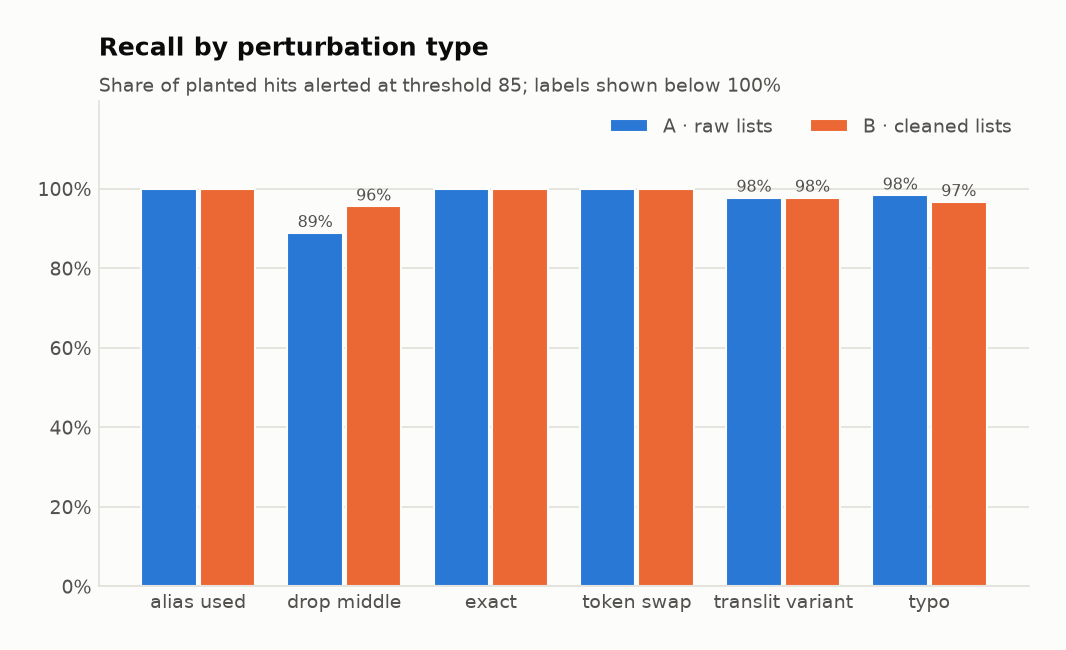 Recall by perturbation type
Share of planted hits alerted at threshold 85; labels shown below 100%
A · raw lists B · cleaned lists
100%
80%
60%
40%
20%
0%
89% 96% 98% 98% 98% 97%
alias used drop middle exact token swap translit variant typo